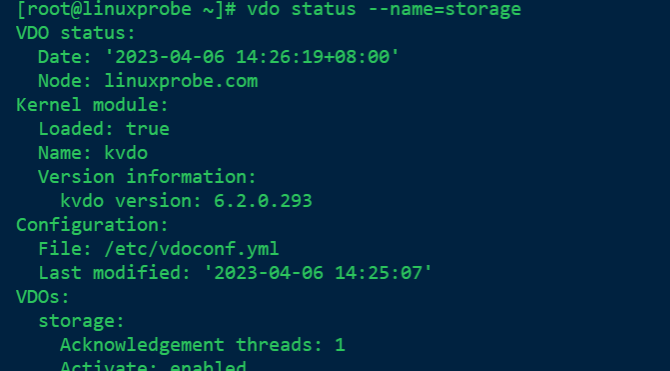 [root@linuxprobe ~]# vdo status --name=storage
VDO status:
  Date: '2023-04-06 14:26:19+08:00'
  Node: linuxprobe.com
Kernel module:
  Loaded: true
  Name: kvdo
  Version information:
    kvdo version: 6.2.0.293
Configuration:
  File: /etc/vdoconf.yml
  Last modified: '2023-04-06 14:25:07'
VDOs:
  storage:
    Acknowledgement threads: 1
    Activate: enabled